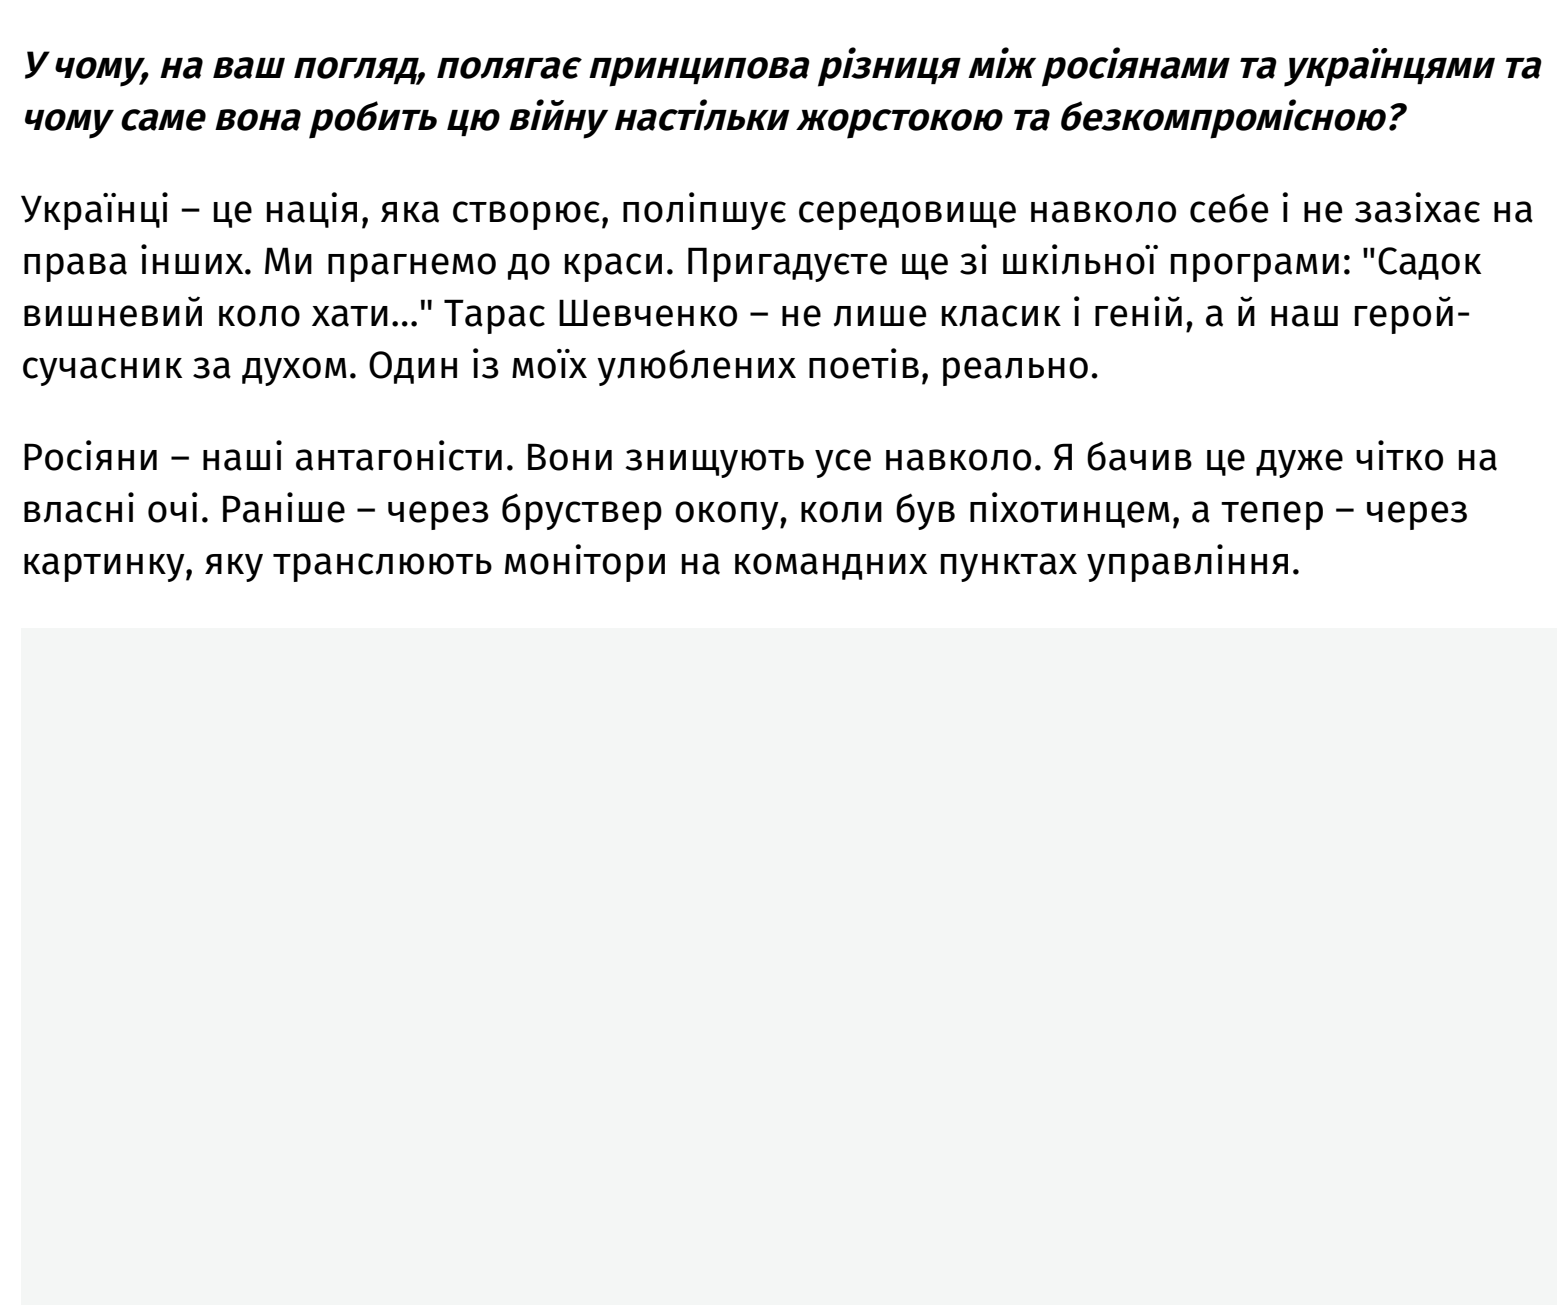 У чому, на ваш погляд, полягає принципова різниця між росіянами та українцями та
чому саме вона робить цю війну настільки жорстокою та безкомпромісною?
Українці – це нація, яка створює, поліпшує середовище навколо себе і не зазіхає на
права інших. Ми прагнемо до краси. Пригадуєте ще зі шкільної програми: "Садок
вишневий коло хати..." Тарас Шевченко – не лише класик і геній, а й наш герой-
сучасник за духом. Один із моїх улюблених поетів, реально.
Росіяни – наші антагоністи. Вони знищують усе навколо. Я бачив це дуже чітко на
власні очі. Раніше – через бруствер окопу, коли був піхотинцем, а тепер – через
картинку, яку транслюють монітори на командних пунктах управління.